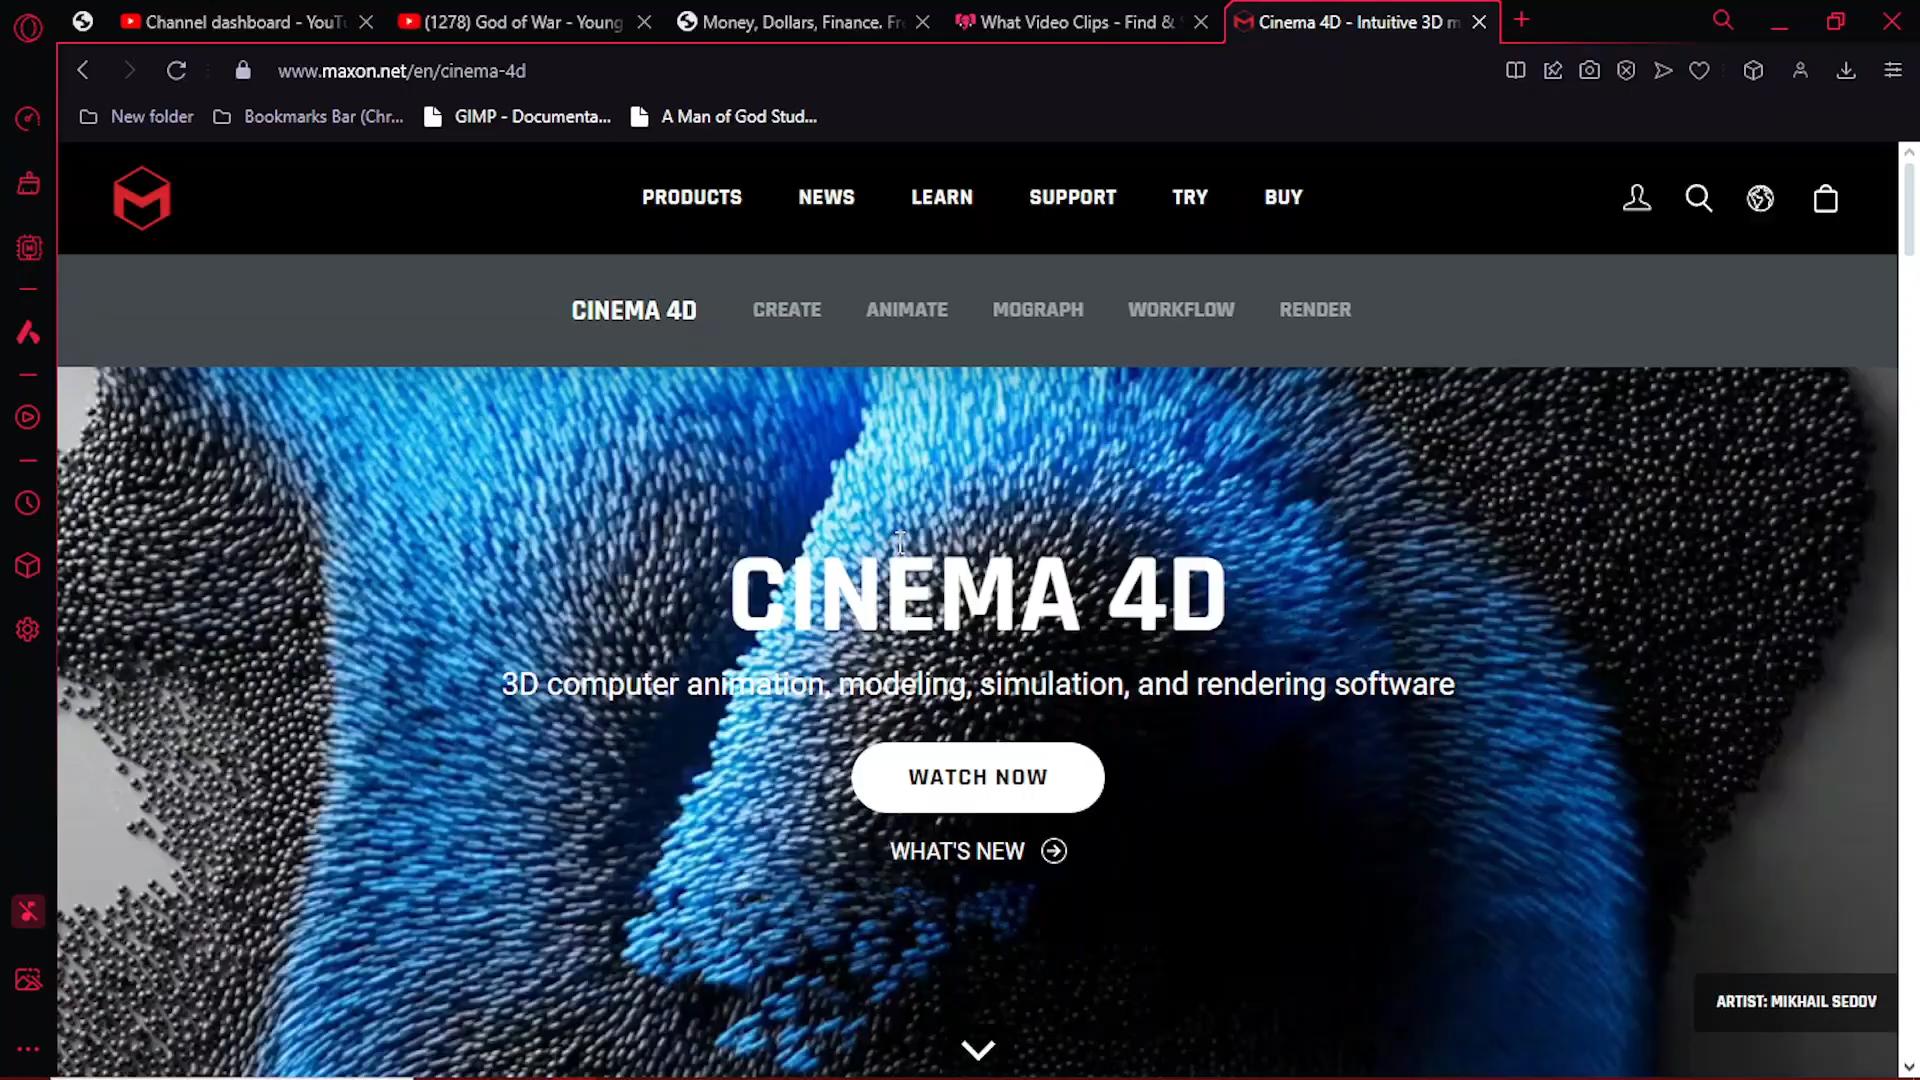 Channel dashboard - YouTu
(1278) God of War - Young
Money, Dollars, Finance. Fr
What Video Clips - Find &
Cinema 4D - Intuitive 3D m
www.maxon.net/en/cinema-4d
New folder
Bookmarks Bar (Chr...
GIMP - Documenta...
A Man of God Stud...
PRODUCTS
NEWS
LEARN
SUPPORT
TRY
BUY
CINEMA 4D
CREATE
ANIMATE
MOGRAPH
WORKFLOW
RENDER
CINEMA 4D
3D computer animation, modeling, simulation, and rendering software
WATCH NOW
WHAT'S NEW
ARTIST: MIKHAIL SEDOV